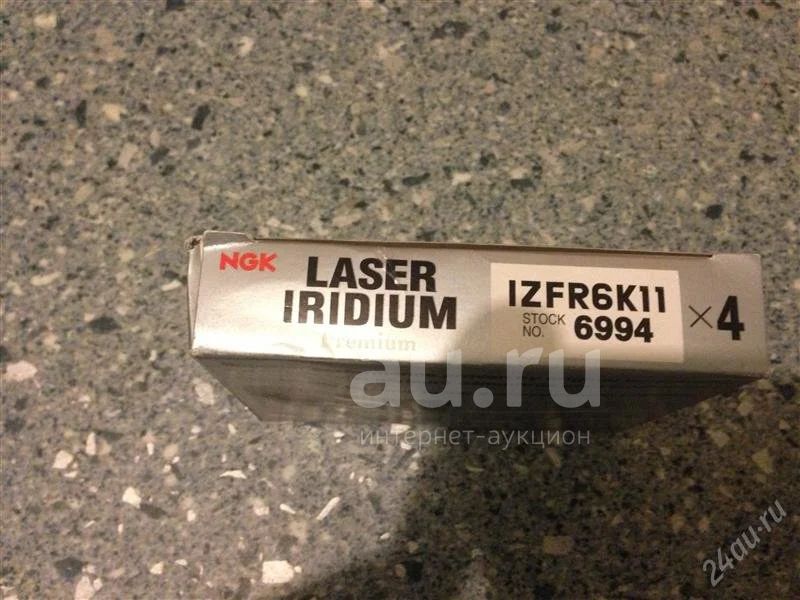 NGK
LASER
IRIDIUM
Premium
IZFR6K11
STOCK
NO. 6994
×4
au.ru
интернет-аукцион
24au.ru